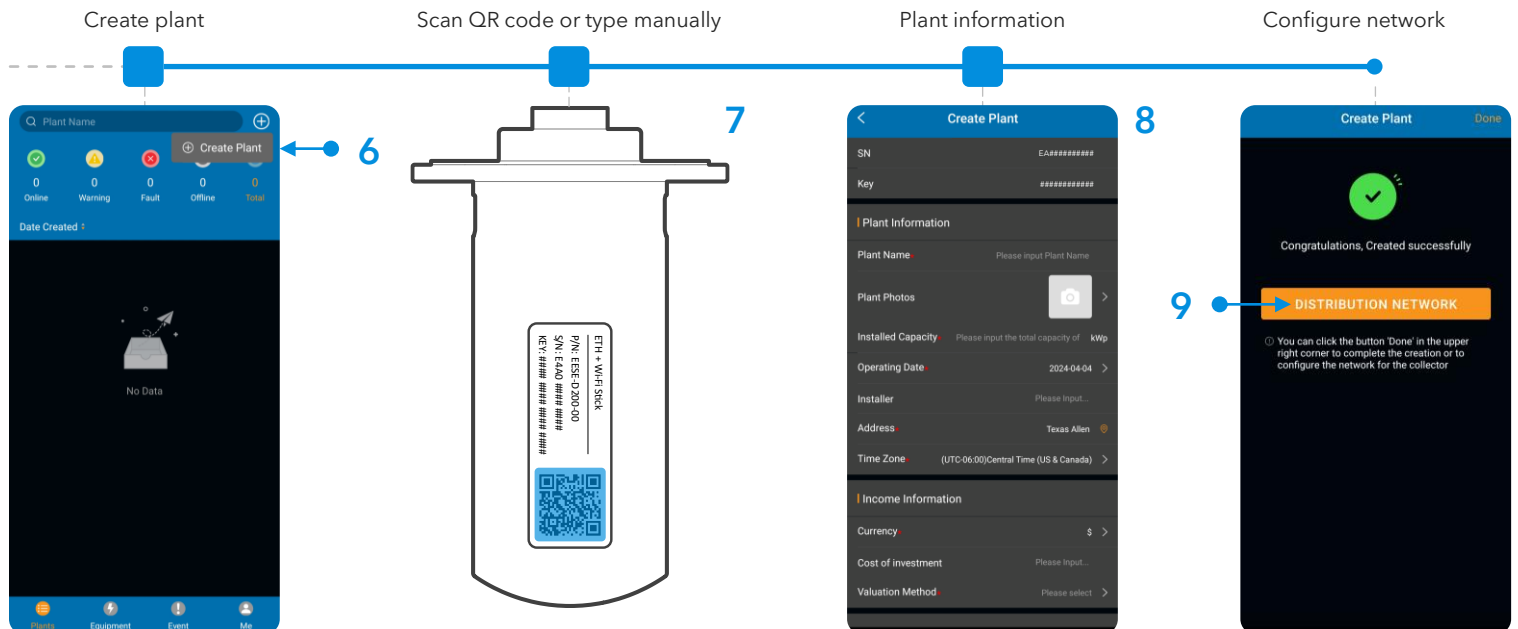 Create plant
Scan QR code or type manually
Plant information
Configure network
Plant Name
Create Plant
6
0
0
0
0
0
Online
Warning
Fault
Offline
Total
Date Created
No Data
Plants
Equipment
Event
Me
7
ETH + Wi-Fi Stick
P/N: EESE-D200-00
S/N: E4A0 #### ####
KEY: #### #### #### ####
Create Plant
8
SN EA##########
Key ############
Plant Information
Plant Name* Please input Plant Name
Plant Photos
Installed Capacity* Please input the total capacity of kWp
Operating Date* 2024-04-04
Installer Please Input...
Address* Texas Allen
Time Zone* (UTC-06:00)Central Time (US & Canada)
Income Information
Currency* $
Cost of investment Please Input...
Valuation Method* Please select
Create Plant Done
Congratulations, Created successfully
9
DISTRIBUTION NETWORK
You can click the button 'Done' in the upper
right corner to complete the creation or to
configure the network for the collector